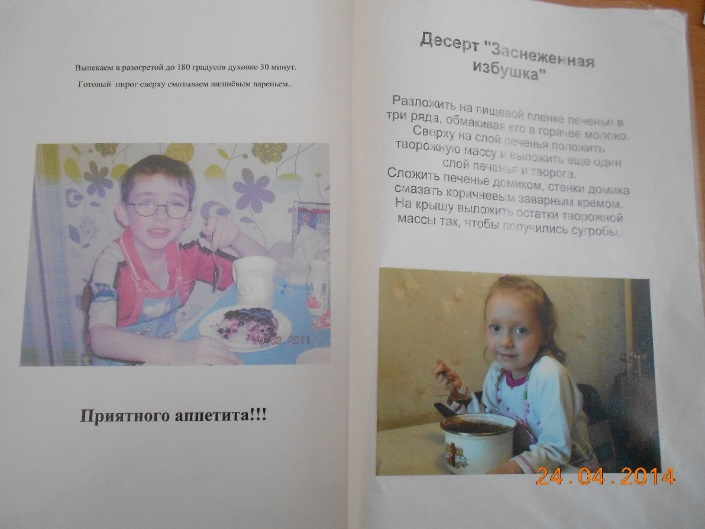 Выпекаем в разогретой до 180 градусов духовке 30 минут.
Готовый пирог сверху смазываем вишнёвым вареньем..
10.03.2011
Приятного аппетита!!!
Десерт "Заснеженная
избушка"
Разложить на пищевой пленке печенье в
три ряда, обмакивая его в горячее молоко.
Сверху на слой печенья положить
творожную массу и выложить еще один
слой печенья и творога.
Сложить печенье домиком, стенки домика
смазать коричневым заварным кремом.
На крышу выложить остатки творожной
массы так, чтобы получились сугробы.
24.04.2014